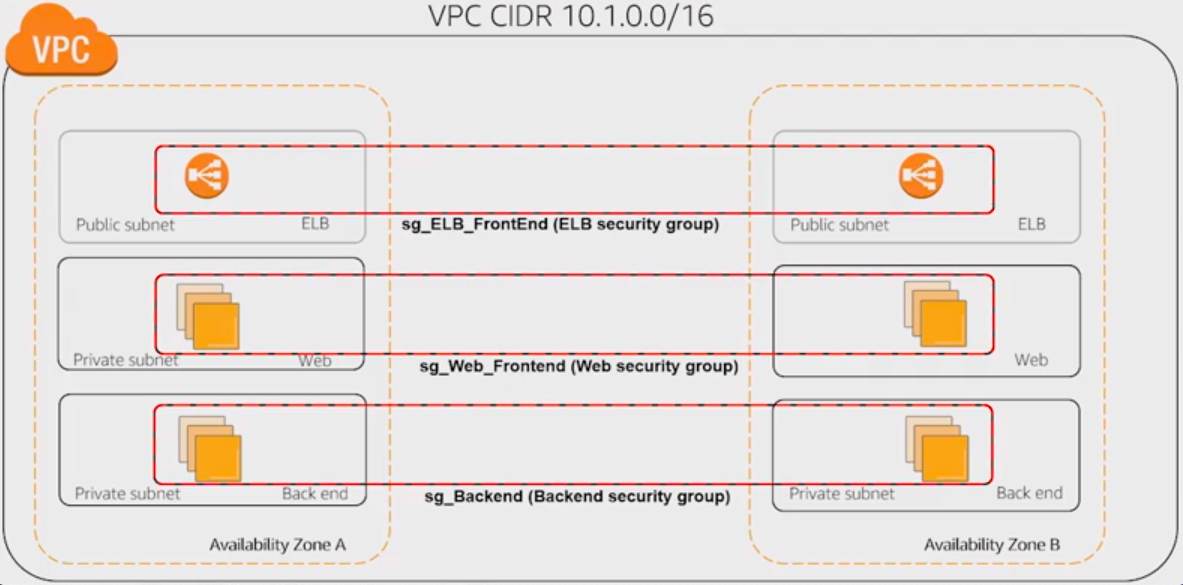 VPC CIDR 10.1.0.0/16
VPC
Public subnet
ELB
sg_ELB_FrontEnd (ELB security group)
Public subnet
ELB
Private subnet
Web
sg_Web_Frontend (Web security group)
Web
Private subnet
Back end
sg_Backend (Backend security group)
Private subnet
Back end
Availability Zone A
Availability Zone B